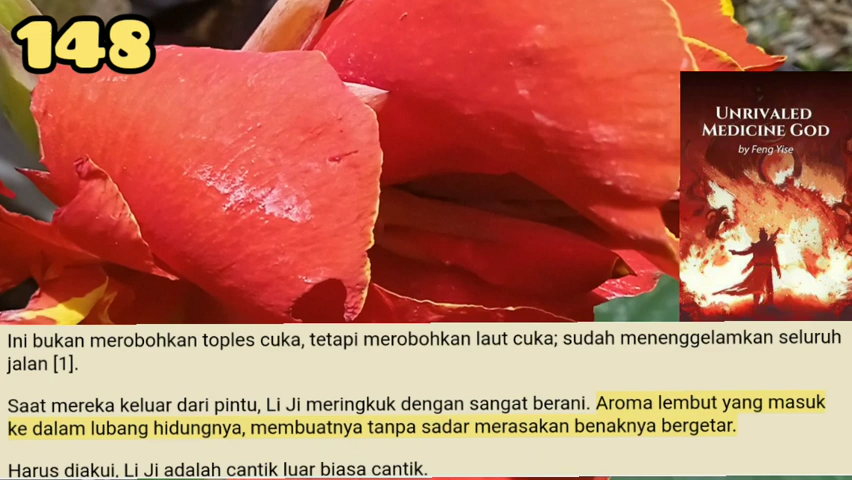 148
UNRIVALED
MEDICINE GOD
by Feng Yise
Ini bukan merobohkan toples cuka, tetapi merobohkan laut cuka; sudah menenggelamkan seluruh
jalan [1].
Saat mereka keluar dari pintu, Li Ji meringkuk dengan sangat berani. Aroma lembut yang masuk
ke dalam lubang hidungnya, membuatnya tanpa sadar merasakan benaknya bergetar.
Harus diakui, Li Ji adalah cantik luar biasa cantik.